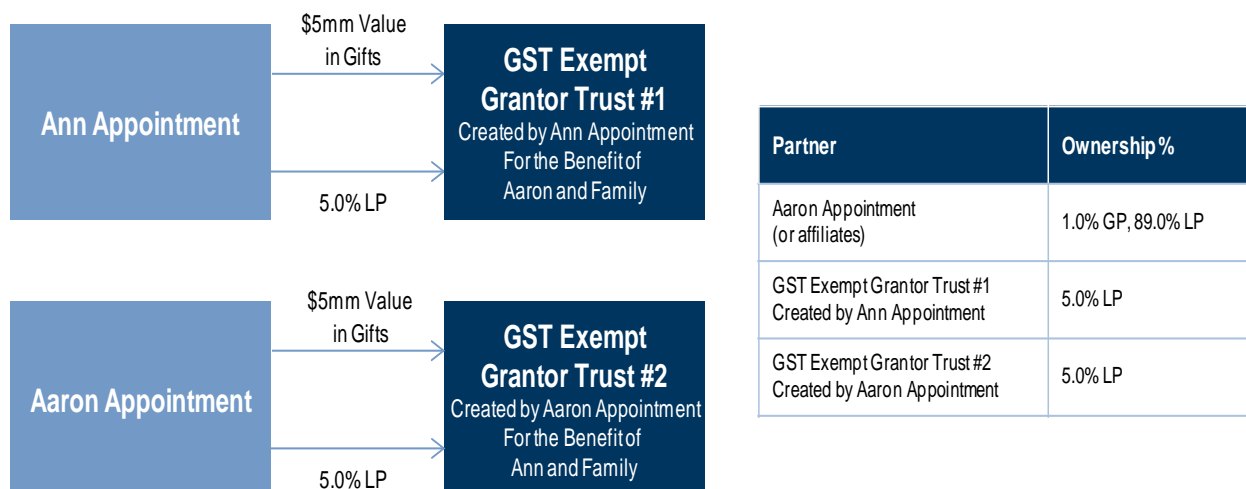 $5mm Value
in Gifts
Ann Appointment
5.0% LP
GST Exempt
Grantor Trust #1
Created by Ann Appointment
For the Benefit of
Aaron and Family
$5mm Value
in Gifts
Aaron Appointment
5.0% LP
GST Exempt
Grantor Trust #2
Created by Aaron Appointment
For the Benefit of
Ann and Family
Partner Ownership %
Aaron Appointment
(or affiliates)
1.0% GP, 89.0% LP
GST Exempt Grantor Trust #1
Created by Ann Appointment
5.0% LP
GST Exempt Grantor Trust #2
Created by Aaron Appointment
5.0% LP